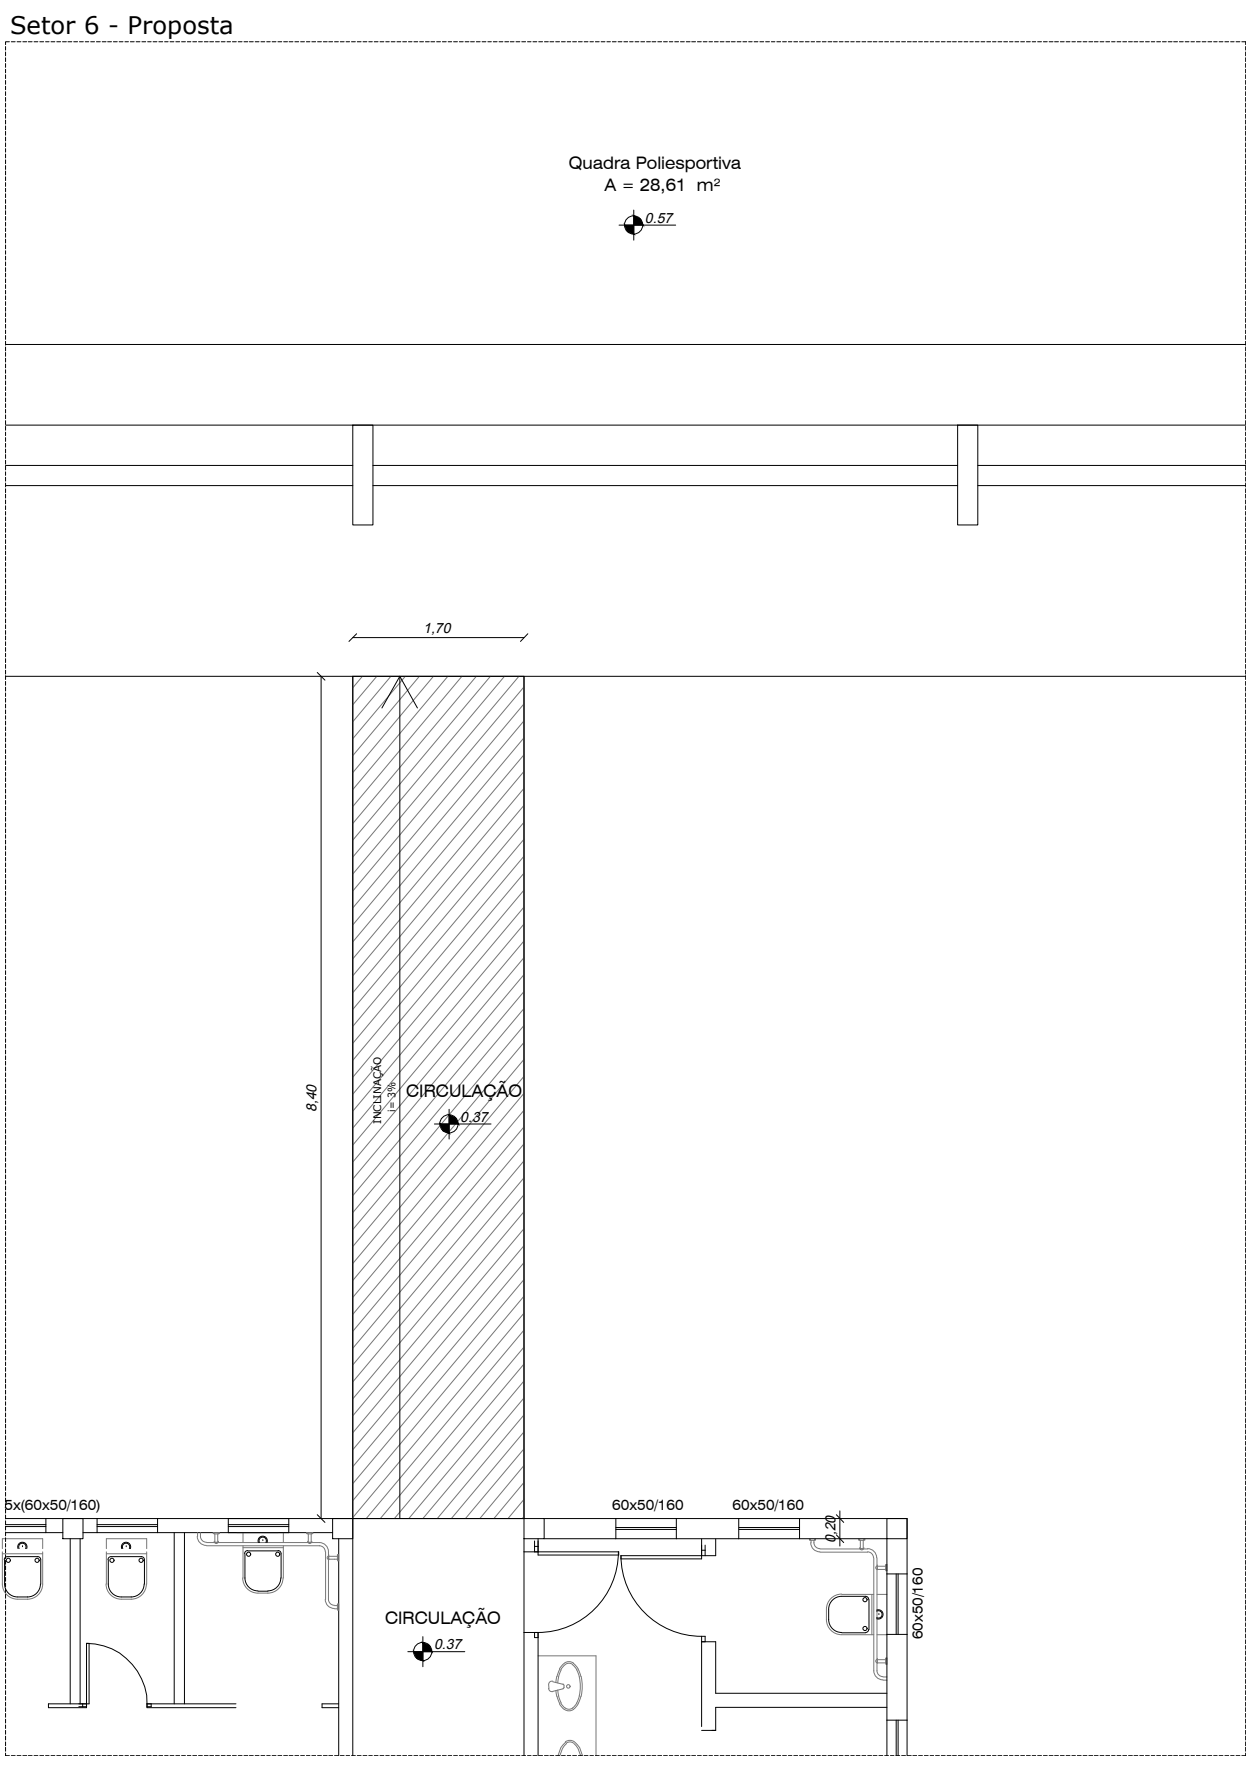 Setor 6 - Proposta
Quadra Poliesportiva
A = 28,61 m²
0.57
1,70
8,40
INCLINAÇÃO
i= 3%
CIRCULAÇÃO
0.37
5x(60x50/160)
60x50/160
60x50/160
0,20
60x50/160
CIRCULAÇÃO
0.37